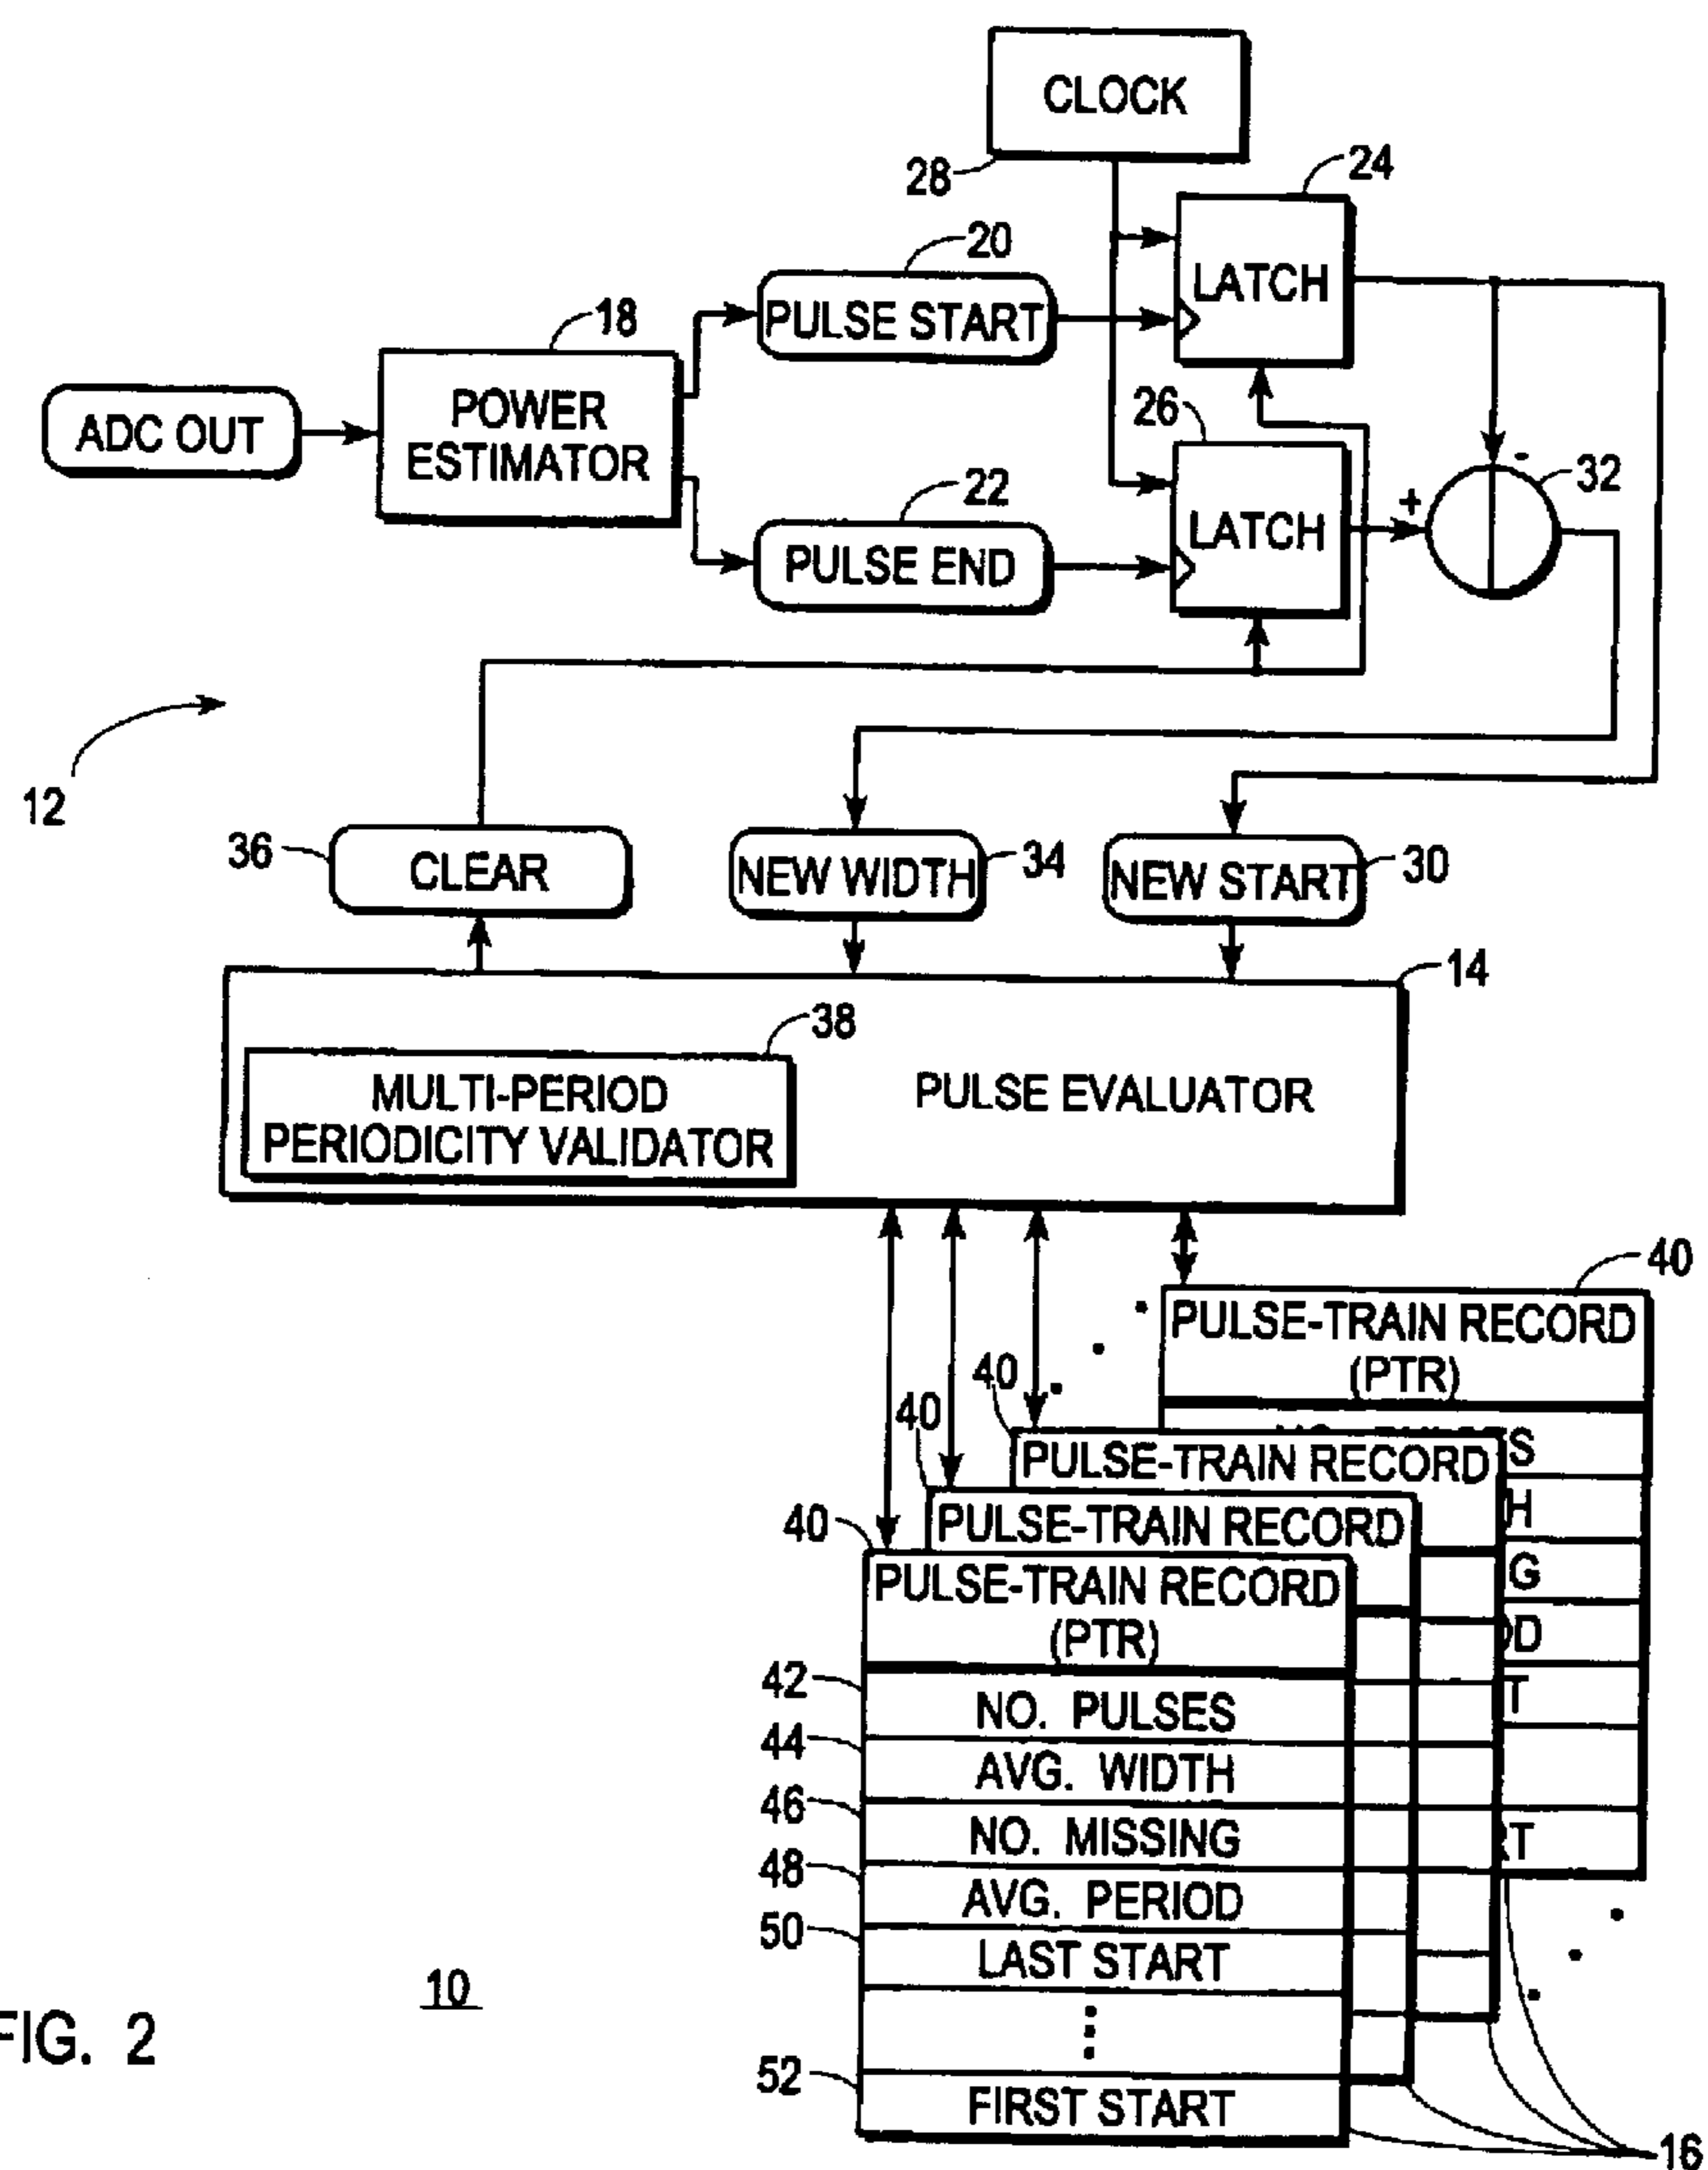 CLOCK
28
24
20
LATCH
PULSE START
18
POWER
ESTIMATOR
ADC OUT
26
-
32
+
22
LATCH
PULSE END
12
36
CLEAR
NEW WIDTH
34
NEW START
30
14
38
MULTI-PERIOD
PERIODICITY VALIDATOR
PULSE EVALUATOR
40
PULSE-TRAIN RECORD
(PTR)
S
H
G
D
T
T
40
PULSE-TRAIN RECORD
40
PULSE-TRAIN RECORD
40
PULSE-TRAIN RECORD
(PTR)
42
NO. PULSES
44
AVG. WIDTH
46
NO. MISSING
48
AVG. PERIOD
50
LAST START
52
FIRST START
16
10
FIG. 2